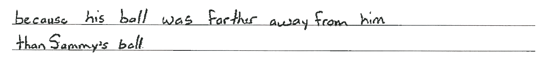 because his ball was farther away from him
than Sammy's ball